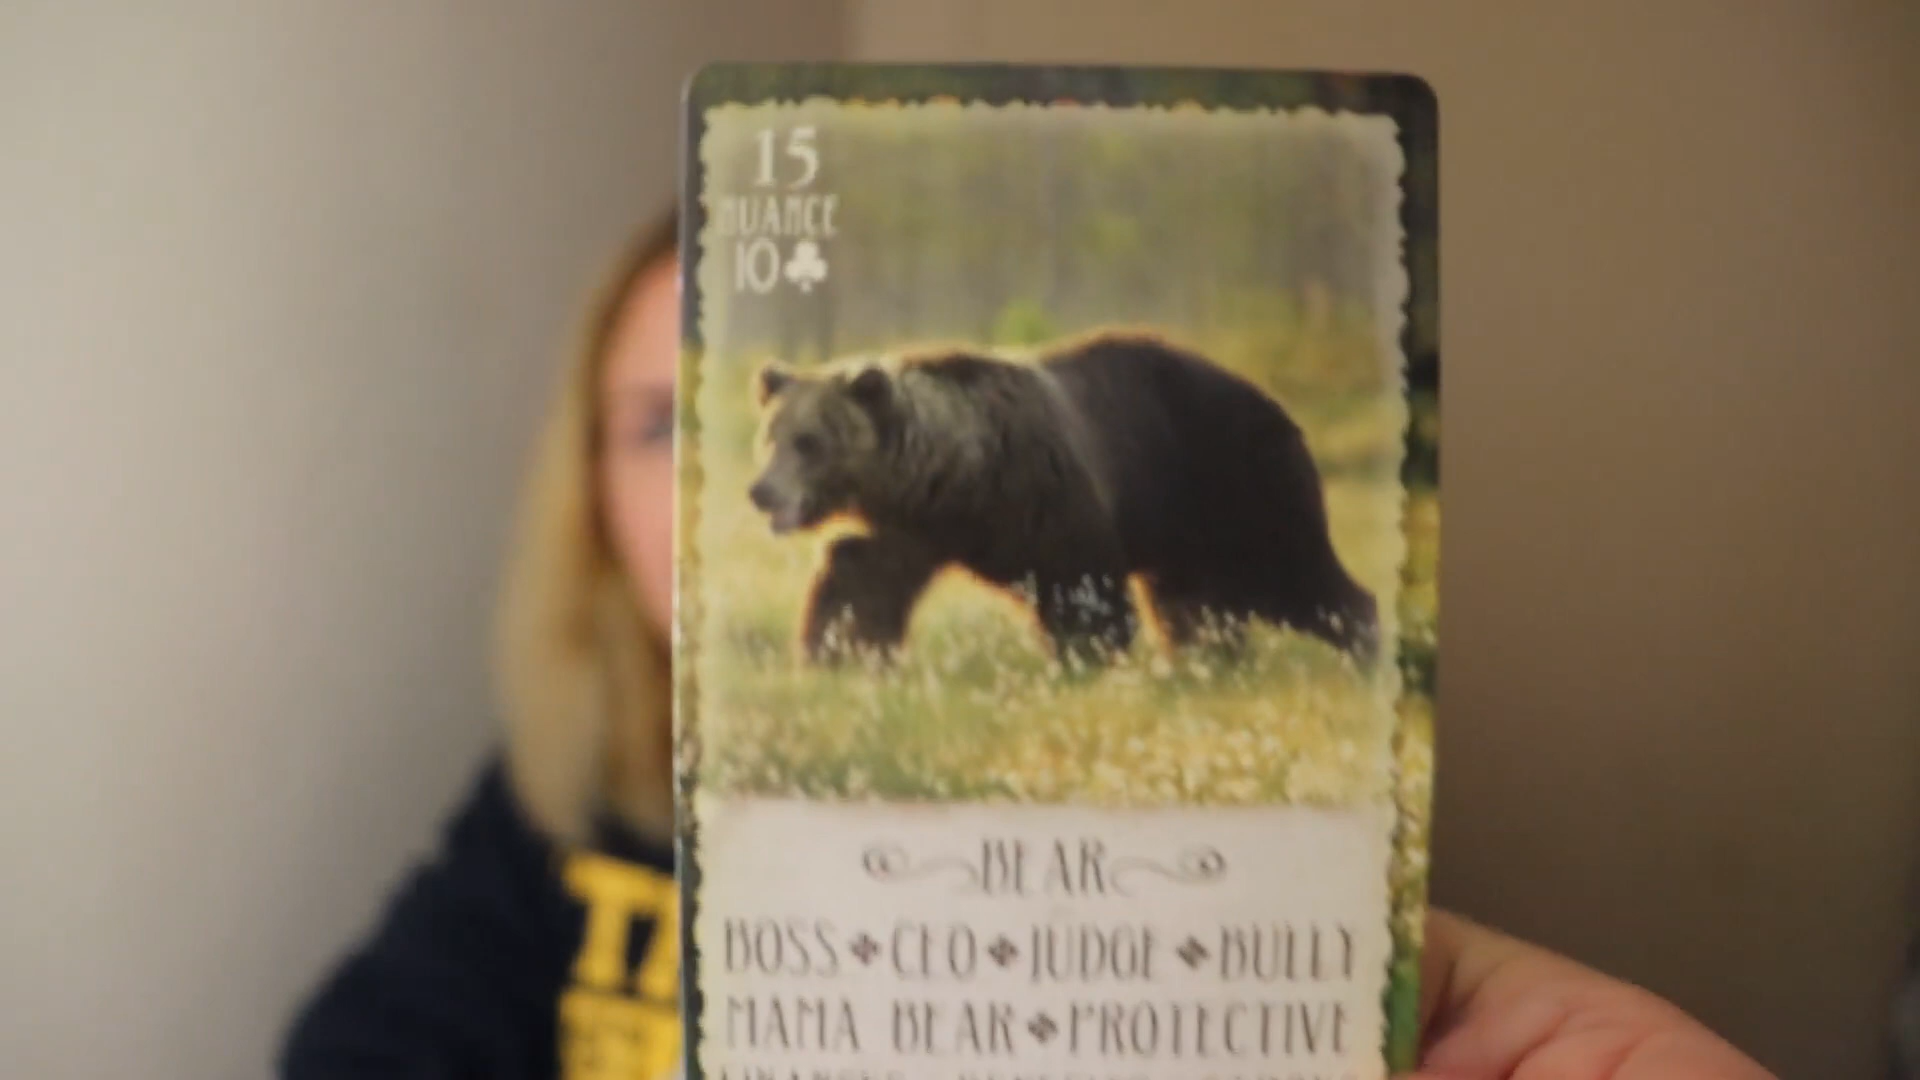 15
NUANCE
10♣
BEAR
BOSS ✤ CEO ✤ JUDGE ✤ BULLY
MAMA BEAR ✤ PROTECTIVE